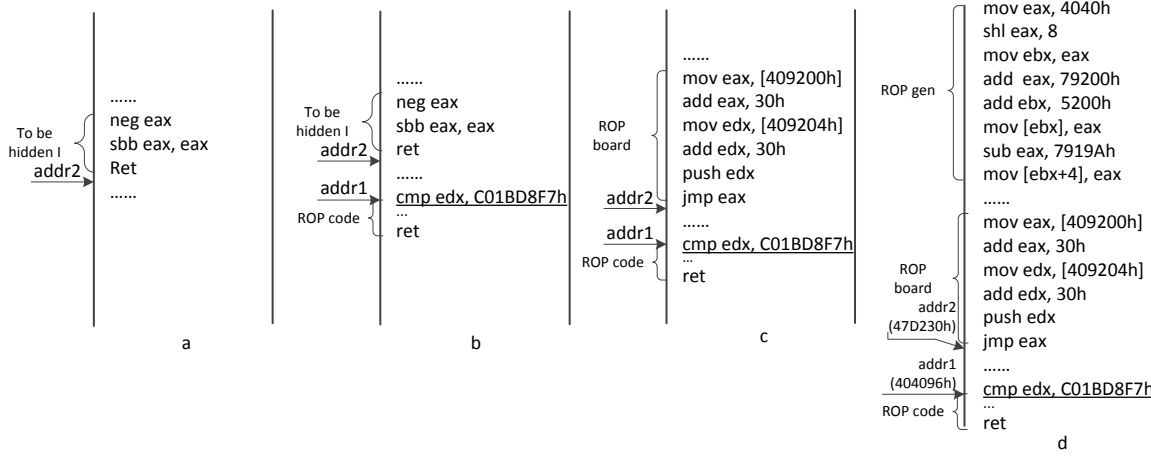 ......
neg eax
sbb eax, eax
Ret
......
To be
hidden I
addr2
a
......
neg eax
sbb eax, eax
ret
......
cmp edx, C01BD8F7h
...
ret
To be
hidden I
addr2
addr1
ROP code
b
......
mov eax, [409200h]
add eax, 30h
mov edx, [409204h]
add edx, 30h
push edx
jmp eax
......
cmp edx, C01BD8F7h
...
ret
ROP
board
addr2
addr1
ROP code
c
mov eax, 4040h
shl eax, 8
mov ebx, eax
add eax, 79200h
add ebx, 5200h
mov [ebx], eax
sub eax, 7919Ah
mov [ebx+4], eax
......
mov eax, [409200h]
add eax, 30h
mov edx, [409204h]
add edx, 30h
push edx
jmp eax
......
cmp edx, C01BD8F7h
...
ret
ROP gen
ROP
board
addr2
(47D230h)
addr1
(404096h)
ROP code
d